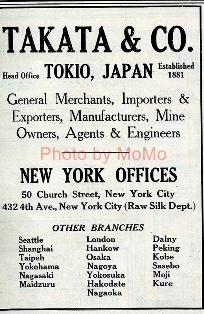 TAKATA & CO.
Head Office TOKIO, JAPAN Established 1881
General Merchants, Importers &
Exporters, Manufacturers, Mine
Owners, Agents & Engineers
Photo by MoMo
NEW YORK OFFICES
50 Church Street, New York City
432 4th Ave., New York City (Raw Silk Dept.)
OTHER BRANCHES
Seattle London Dalny
Shanghai Hankow Peking
Taipeh Osaka Kobe
Yokohama Nagoya Sasebo
Nagasaki Yokosuka Moji
Maidzuru Hakodate Kure
Nagaoka